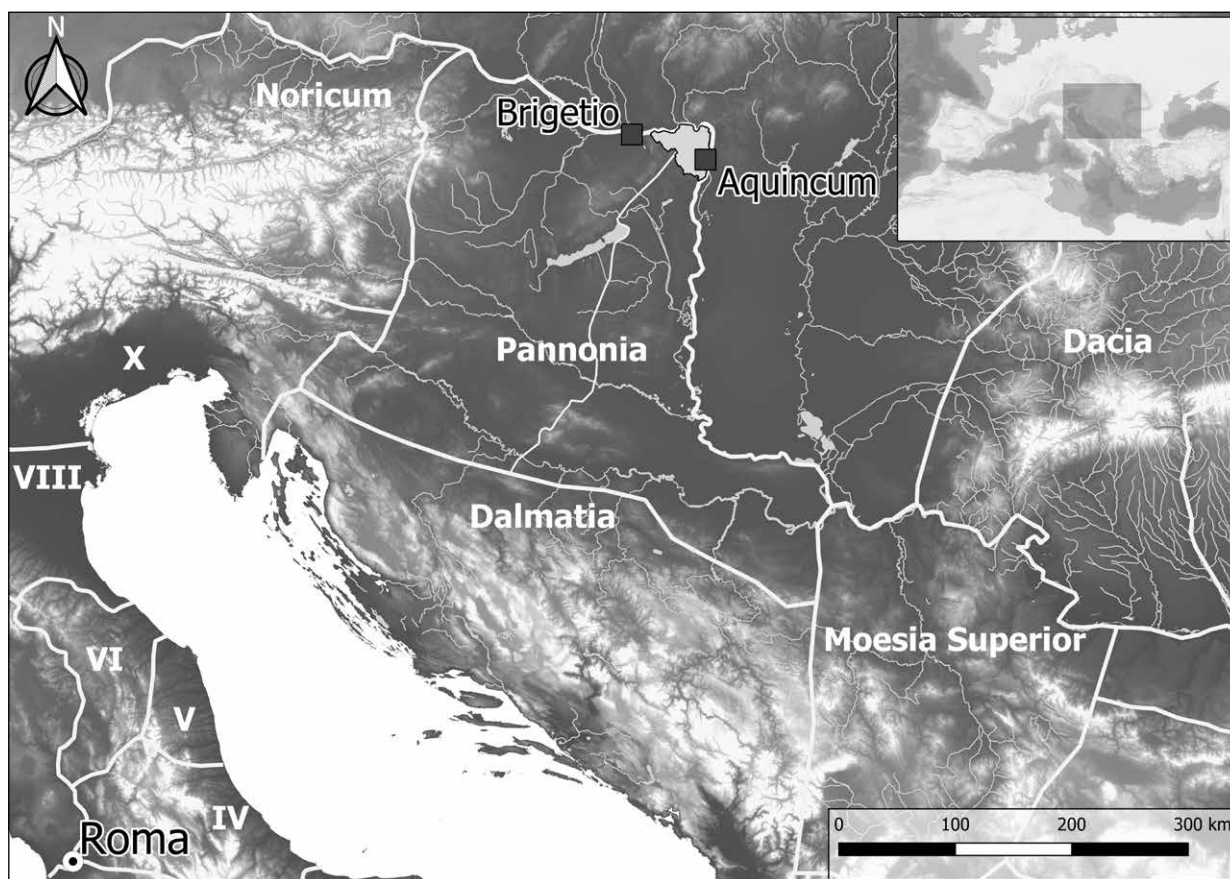 N
Noricum
Brigetio
Aquincum
X
Pannonia
Dacia
VIII
Dalmatia
VI
Moesia Superior
V
IV
Roma
0 100 200 300 km